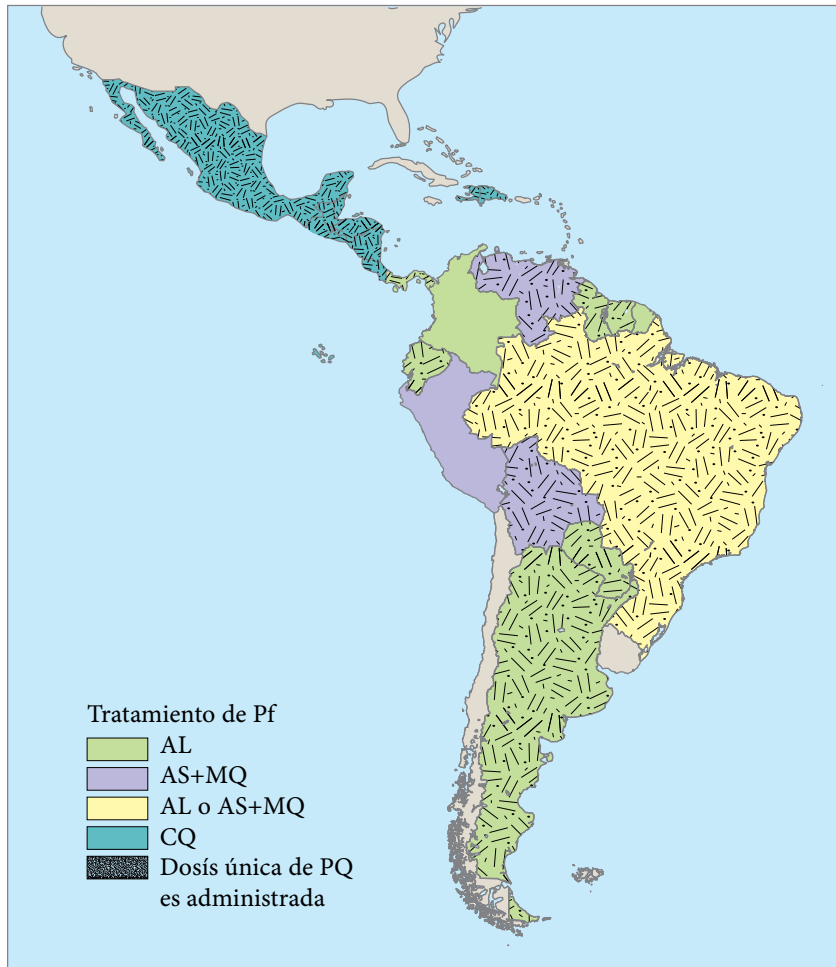 Tratamiento de Pf
AL
AS+MQ
AL o AS+MQ
CQ
Dosís única de PQ
es administrada